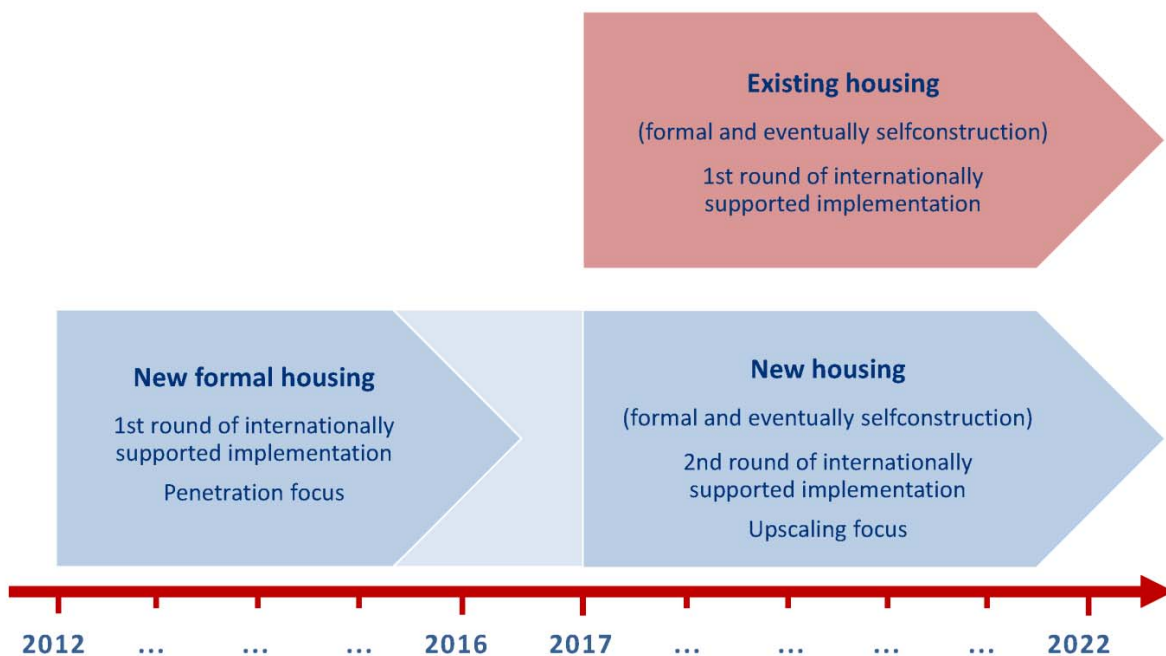 Existing housing
(formal and eventually selfconstruction)
1st round of internationally
supported implementation
New formal housing
1st round of internationally
supported implementation
Penetration focus
New housing
(formal and eventually selfconstruction)
2nd round of internationally
supported implementation
Upscaling focus
2012 ... ... ... 2016 2017 ... ... ... ... 2022